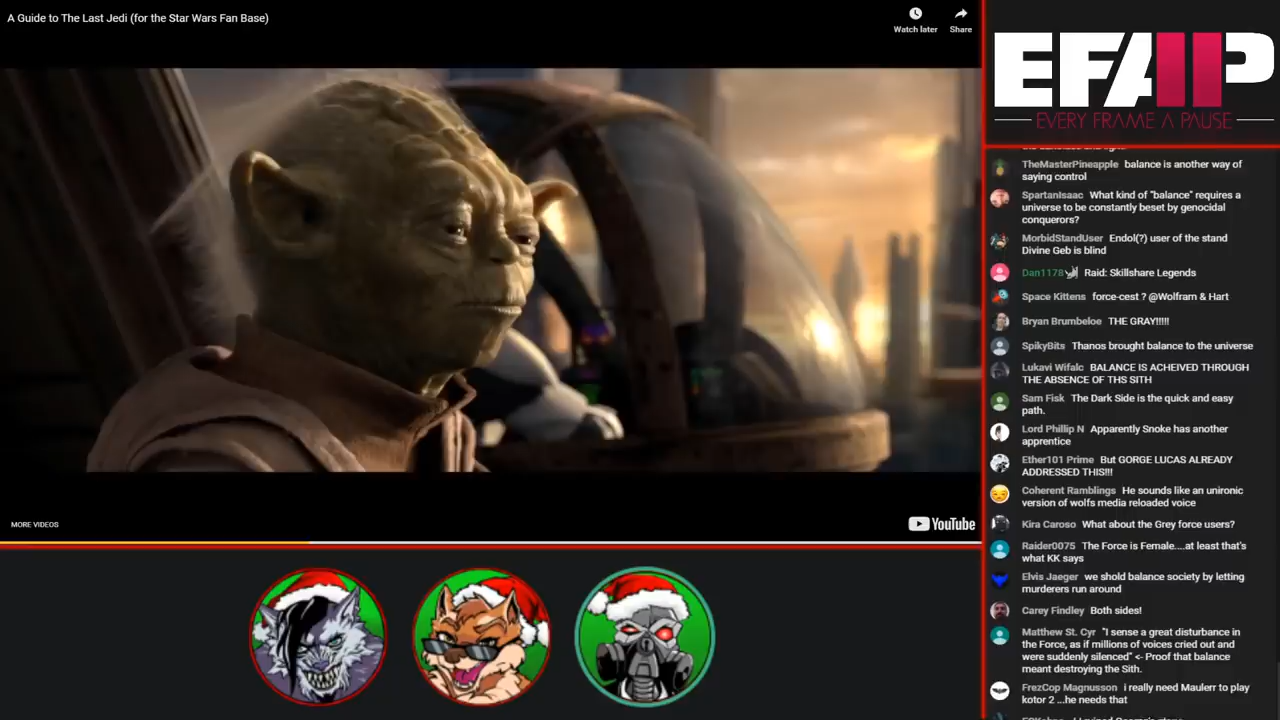 A Guide to The Last Jedi (for the Star Wars Fan Base)
Watch later
Share
MORE VIDEOS
YouTube
EFAP
EVERY FRAME A PAUSE
TheMasterPineapple balance is another way of
saying control
SpartanIsaac What kind of "balance" requires a
universe to be constantly beset by genocidal
conquerors?
MorbidStandUser Endol(?) user of the stand
Divine Geb is blind
Dan1178 Raid: Skillshare Legends
Space Kittens force-cest ? @Wolfram & Hart
Bryan Brumbeloe THE GRAY!!!!!
SpikyBits Thanos brought balance to the universe
Lukavi Wifalc BALANCE IS ACHEIVED THROUGH
THE ABSENCE OF THS SITH
Sam Fisk The Dark Side is the quick and easy
path.
Lord Phillip N Apparently Snoke has another
apprentice
Ether101 Prime But GORGE LUCAS ALREADY
ADDRESSED THIS!!!
Coherent Ramblings He sounds like an unironic
version of wolfs media reloaded voice
Kira Caroso What about the Grey force users?
Raider0075 The Force is Female....at least that's
what KK says
Elvis Jaeger we shold balance society by letting
murderers run around
Carey Findley Both sides!
Matthew St. Cyr "I sense a great disturbance in
the Force, as if millions of voices cried out and
were suddenly silenced" <- Proof that balance
meant destroying the Sith.
FrezCop Magnusson i really need Maulerr to play
kotor 2 ...he needs that